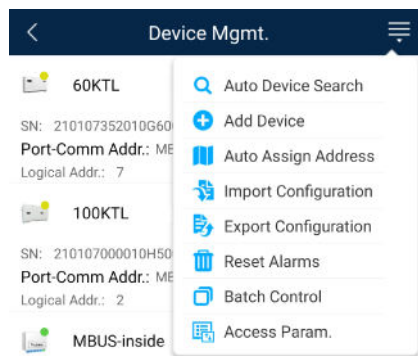 Device Mgmt.
60KTL
SN: 210107352010G60
Port-Comm Addr.:
Logical Addr.: 7
100KTL
SN: 210107000010H50
Port-Comm Addr.:
Logical Addr.: 2
MBUS-inside
Auto Device Search
Add Device
Auto Assign Address
Import Configuration
Export Configuration
Reset Alarms
Batch Control
Access Param.